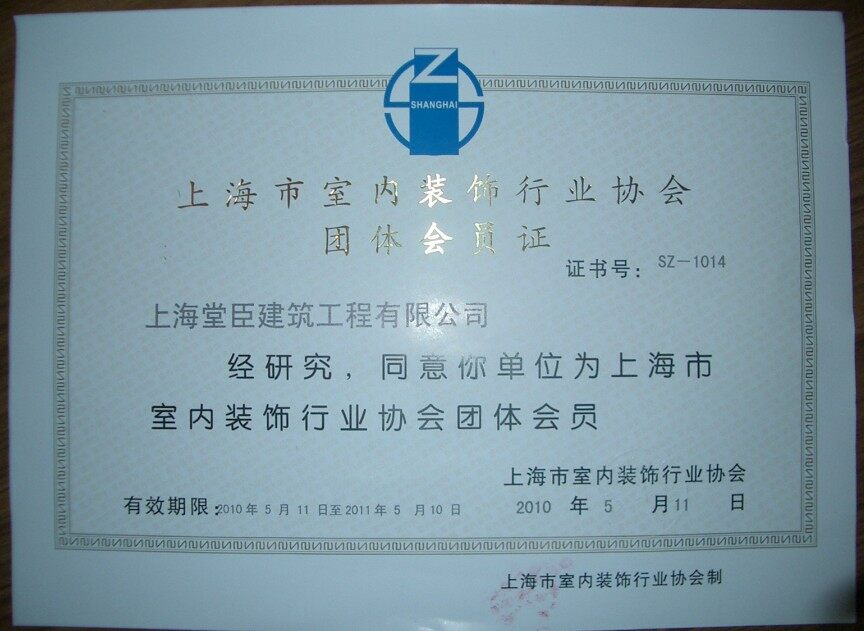 Z
SHANGHAI
上海市室内装饰行业协会
团体会员证
证书号：SZ-1014
上海堂臣建筑工程有限公司
经研究，同意你单位为上海市
室内装饰行业协会团体会员
上海市室内装饰行业协会
有效期限：2010年5月11日至2011年5月10日
2010年5月11日
上海市室内装饰行业协会制